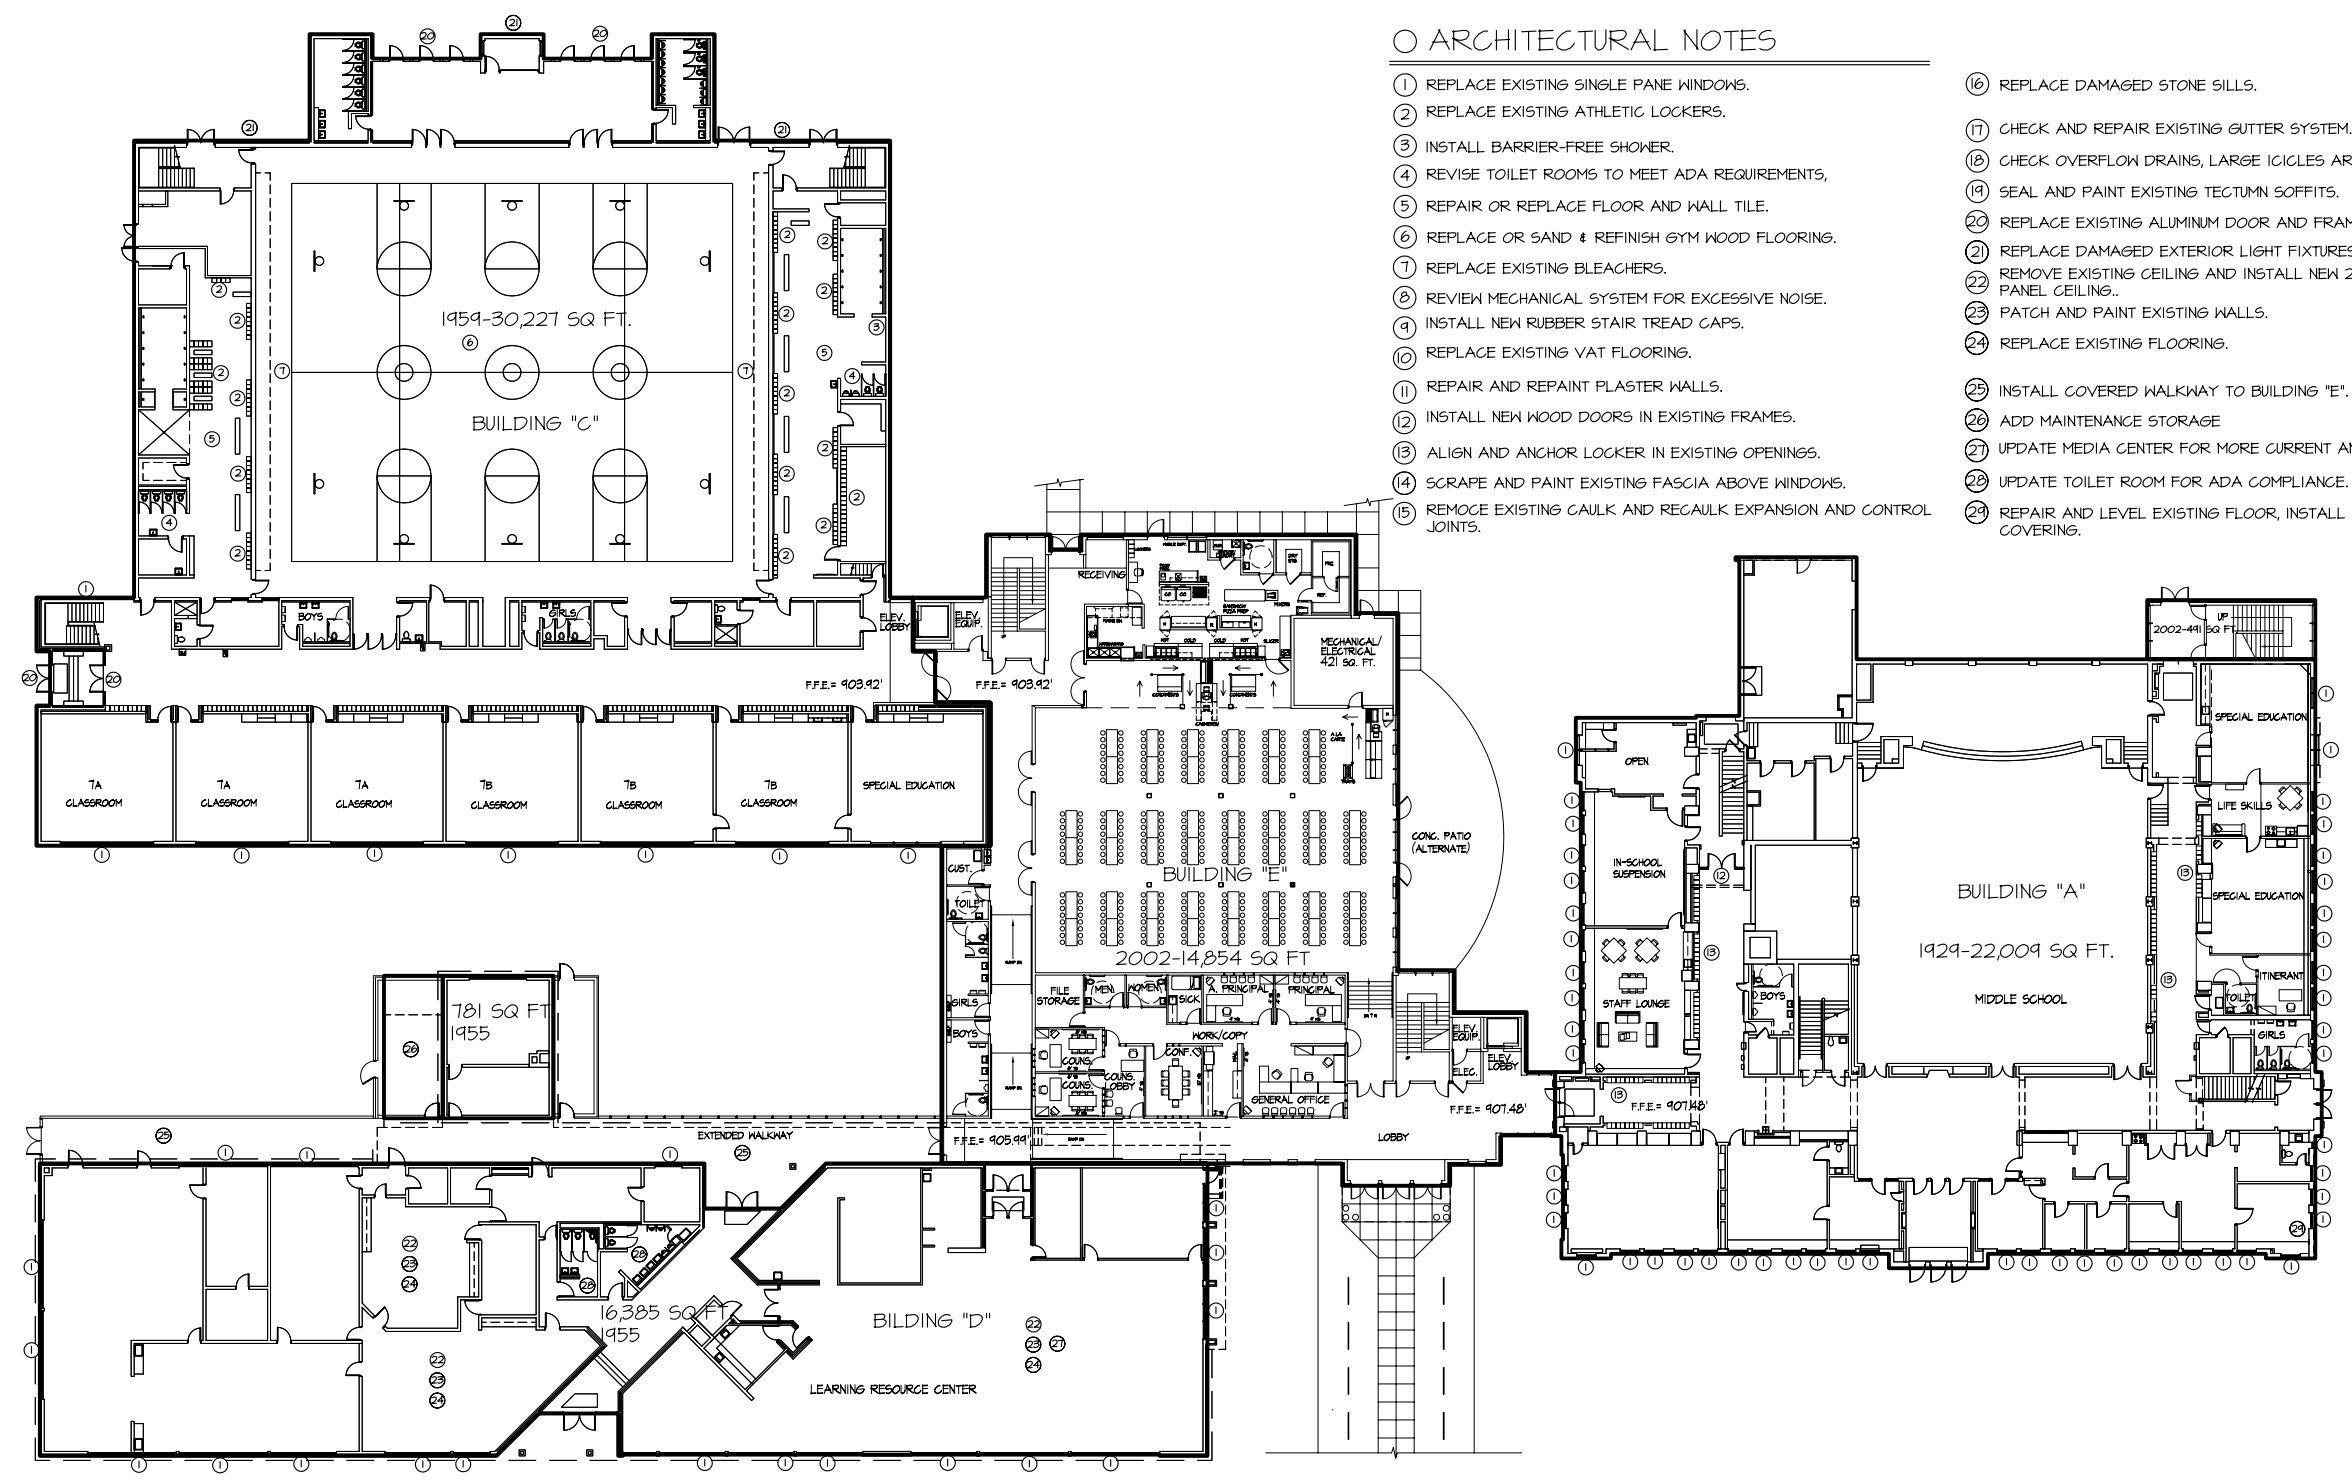 ARCHITECTURAL NOTES
1 REPLACE EXISTING SINGLE PANE WINDOWS.
2 REPLACE EXISTING ATHLETIC LOCKERS.
3 INSTALL BARRIER-FREE SHOWER.
4 REVISE TOILET ROOMS TO MEET ADA REQUIREMENTS,
5 REPAIR OR REPLACE FLOOR AND WALL TILE.
6 REPLACE OR SAND & REFINISH GYM WOOD FLOORING.
7 REPLACE EXISTING BLEACHERS.
8 REVIEW MECHANICAL SYSTEM FOR EXCESSIVE NOISE.
9 INSTALL NEW RUBBER STAIR TREAD CAPS.
10 REPLACE EXISTING VAT FLOORING.
11 REPAIR AND REPAINT PLASTER WALLS.
12 INSTALL NEW WOOD DOORS IN EXISTING FRAMES.
13 ALIGN AND ANCHOR LOCKER IN EXISTING OPENINGS.
14 SCRAPE AND PAINT EXISTING FASCIA ABOVE WINDOWS.
15 REMOCE EXISTING CAULK AND RECAULK EXPANSION AND CONTROL
JOINTS.
16 REPLACE DAMAGED STONE SILLS.
17 CHECK AND REPAIR EXISTING GUTTER SYSTEM.
18 CHECK OVERFLOW DRAINS, LARGE ICICLES AR
19 SEAL AND PAINT EXISTING TECTUMN SOFFITS.
20 REPLACE EXISTING ALUMINUM DOOR AND FRAM
21 REPLACE DAMAGED EXTERIOR LIGHT FIXTURES
22 REMOVE EXISTING CEILING AND INSTALL NEW 2
PANEL CEILING..
23 PATCH AND PAINT EXISTING WALLS.
24 REPLACE EXISTING FLOORING.
25 INSTALL COVERED WALKWAY TO BUILDING "E".
26 ADD MAINTENANCE STORAGE
27 UPDATE MEDIA CENTER FOR MORE CURRENT AN
28 UPDATE TOILET ROOM FOR ADA COMPLIANCE.
29 REPAIR AND LEVEL EXISTING FLOOR, INSTALL
COVERING.
1959-30,227 SQ FT.
BUILDING "C"
BOYS
GIRLS
ELEV.
LOBBY
ELEV.
EQUIP.
F.F.E.= 903.92'
F.F.E.= 903.92'
7A
CLASSROOM
7A
CLASSROOM
7A
CLASSROOM
7B
CLASSROOM
7B
CLASSROOM
7B
CLASSROOM
SPECIAL EDUCATION
RECEIVING
MECHANICAL/
ELECTRICAL
421 SQ. FT.
CONC. PATIO
(ALTERNATE)
BUILDING "E"
2002-14,854 SQ FT
CUST.
TOILET
GIRLS
BOYS
FILE
STORAGE
MEN
WOMEN
SICK
A. PRINCIPAL
PRINCIPAL
WORK/COPY
CONF.
COUNS.
COUNS.
COUNS.
LOBBY
GENERAL OFFICE
ELEV.
EQUIP.
ELEC.
ELEV.
LOBBY
F.F.E.= 907.48'
LOBBY
F.F.E.= 905.99'
781 SQ FT
1955
EXTENDED WALKWAY
16,385 SQ FT
1955
BILDING "D"
LEARNING RESOURCE CENTER
UP
2002-491 SQ FT
OPEN
IN-SCHOOL
SUSPENSION
STAFF LOUNGE
BOYS
F.F.E.= 907.48'
BUILDING "A"
1929-22,009 SQ FT.
MIDDLE SCHOOL
SPECIAL EDUCATION
LIFE SKILLS
SPECIAL EDUCATION
ITINERANT
TOILET
GIRLS